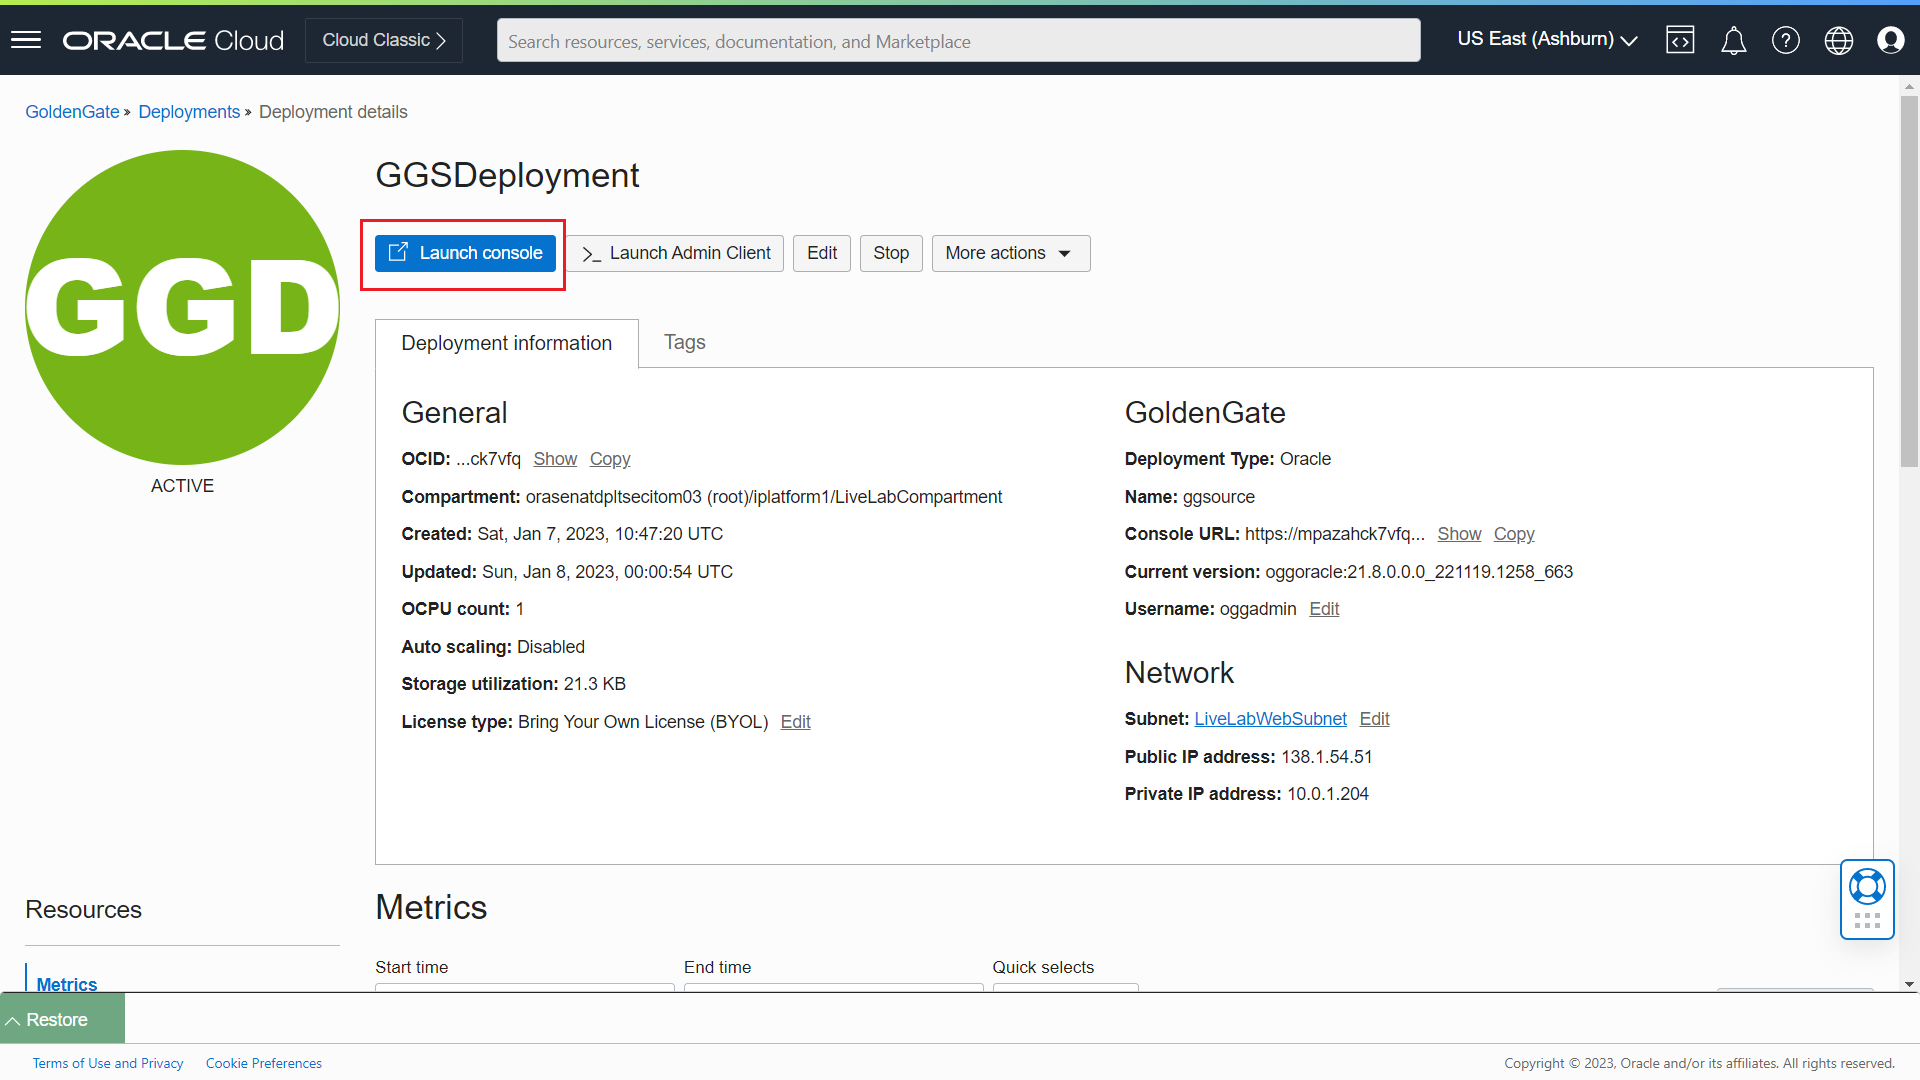 ORACLE Cloud
Cloud Classic
Search resources, services, documentation, and Marketplace
US East (Ashburn)
GoldenGate » Deployments » Deployment details
GGD
ACTIVE
GGSDeployment
Launch console
>_ Launch Admin Client
Edit
Stop
More actions
Deployment information
Tags
General
OCID: ...ck7vfq Show Copy
Compartment: orasenatdpltsecitom03 (root)/iplatform1/LiveLabCompartment
Created: Sat, Jan 7, 2023, 10:47:20 UTC
Updated: Sun, Jan 8, 2023, 00:00:54 UTC
OCPU count: 1
Auto scaling: Disabled
Storage utilization: 21.3 KB
License type: Bring Your Own License (BYOL) Edit
GoldenGate
Deployment Type: Oracle
Name: ggsource
Console URL: https://mpazahck7vfq... Show Copy
Current version: oggoracle:21.8.0.0.0_221119.1258_663
Username: oggadmin Edit
Network
Subnet: LiveLabWebSubnet Edit
Public IP address: 138.1.54.51
Private IP address: 10.0.1.204
Resources
Metrics
Metrics
Start time
End time
Quick selects
Restore
Terms of Use and Privacy
Cookie Preferences
Copyright © 2023, Oracle and/or its affiliates. All rights reserved.